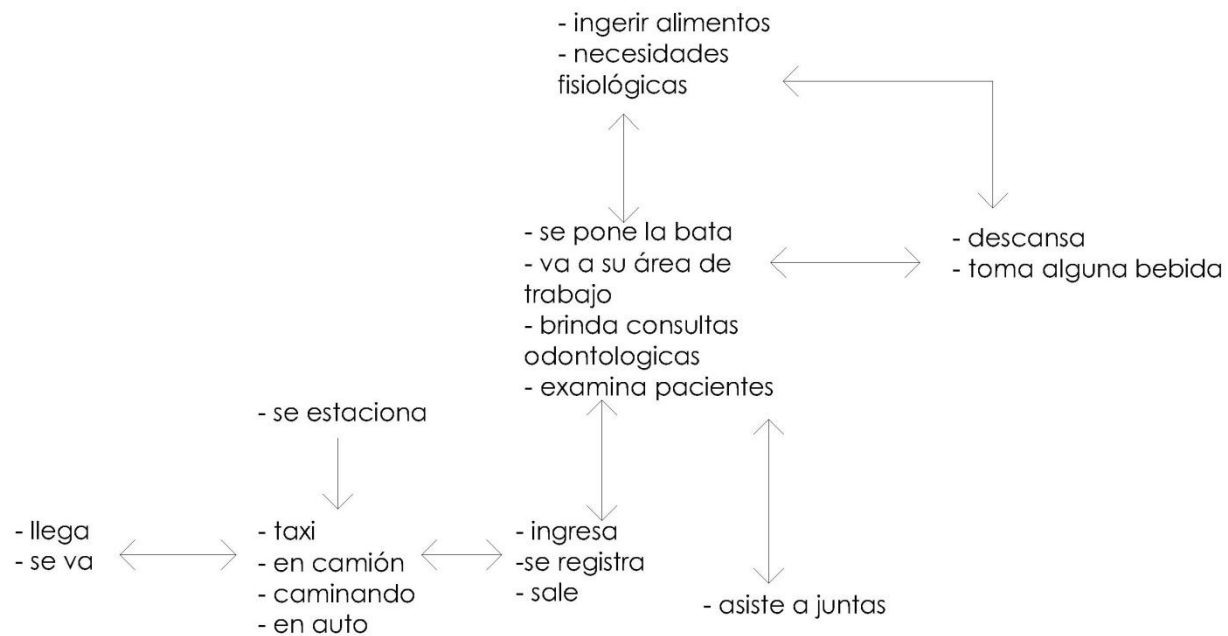 - ingerir alimentos
- necesidades
fisiológicas
- se pone la bata
- va a su área de
trabajo
- brinda consultas
odontologicas
- examina pacientes
- descansa
- toma alguna bebida
- se estaciona
- llega
- se va
- taxi
- en camión
- caminando
- en auto
- ingresa
-se registra
- sale
- asiste a juntas